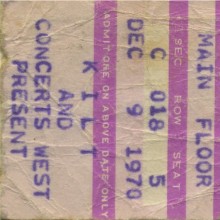 MAIN FLOOR
SEC ROW SEAT
C 018 5
DEC 9 1970
ADMIT ONE ON ABOVE DATE ONLY
K I L T
AND
CONCERTS WEST
PRESENT